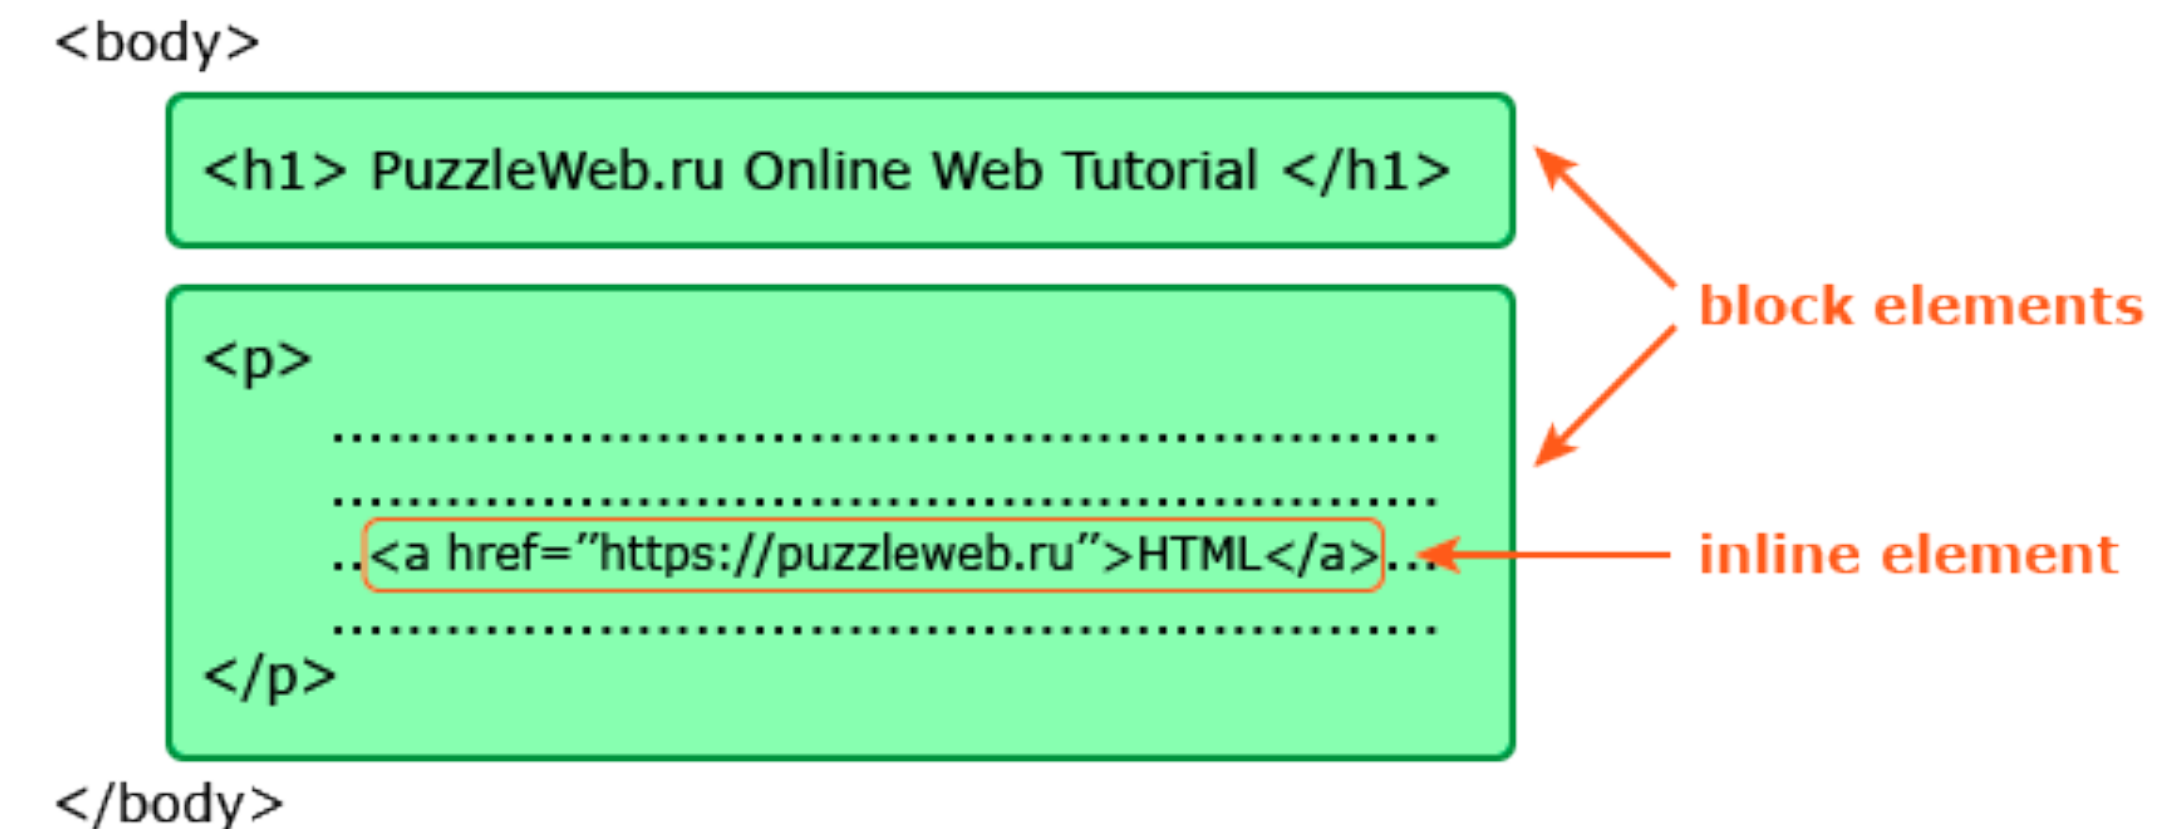 <body>
<h1> PuzzleWeb.ru Online Web Tutorial </h1>
block elements
<p>
..........................................................
..........................................................
..<a href=”https://puzzleweb.ru”>HTML</a>...
inline element
..........................................................
</p>
</body>